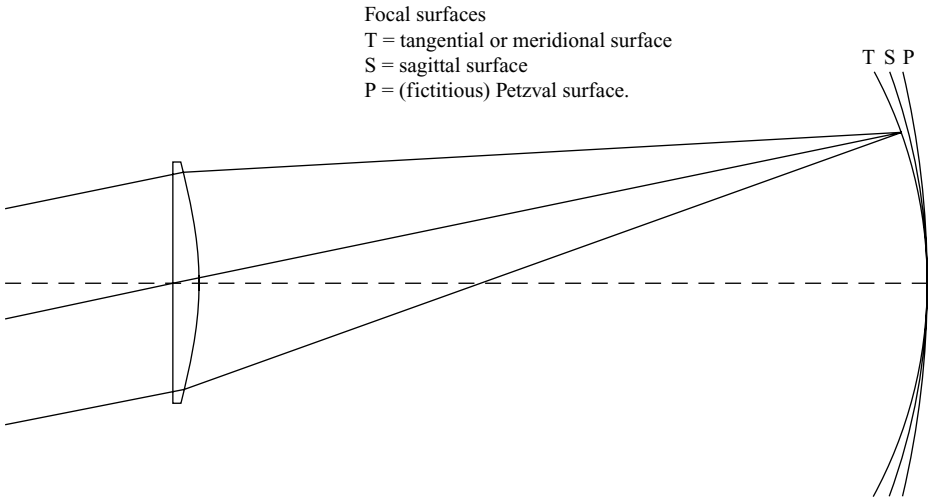 Focal surfaces
T = tangential or meridional surface
S = sagittal surface
P = (fictitious) Petzval surface.
T S P